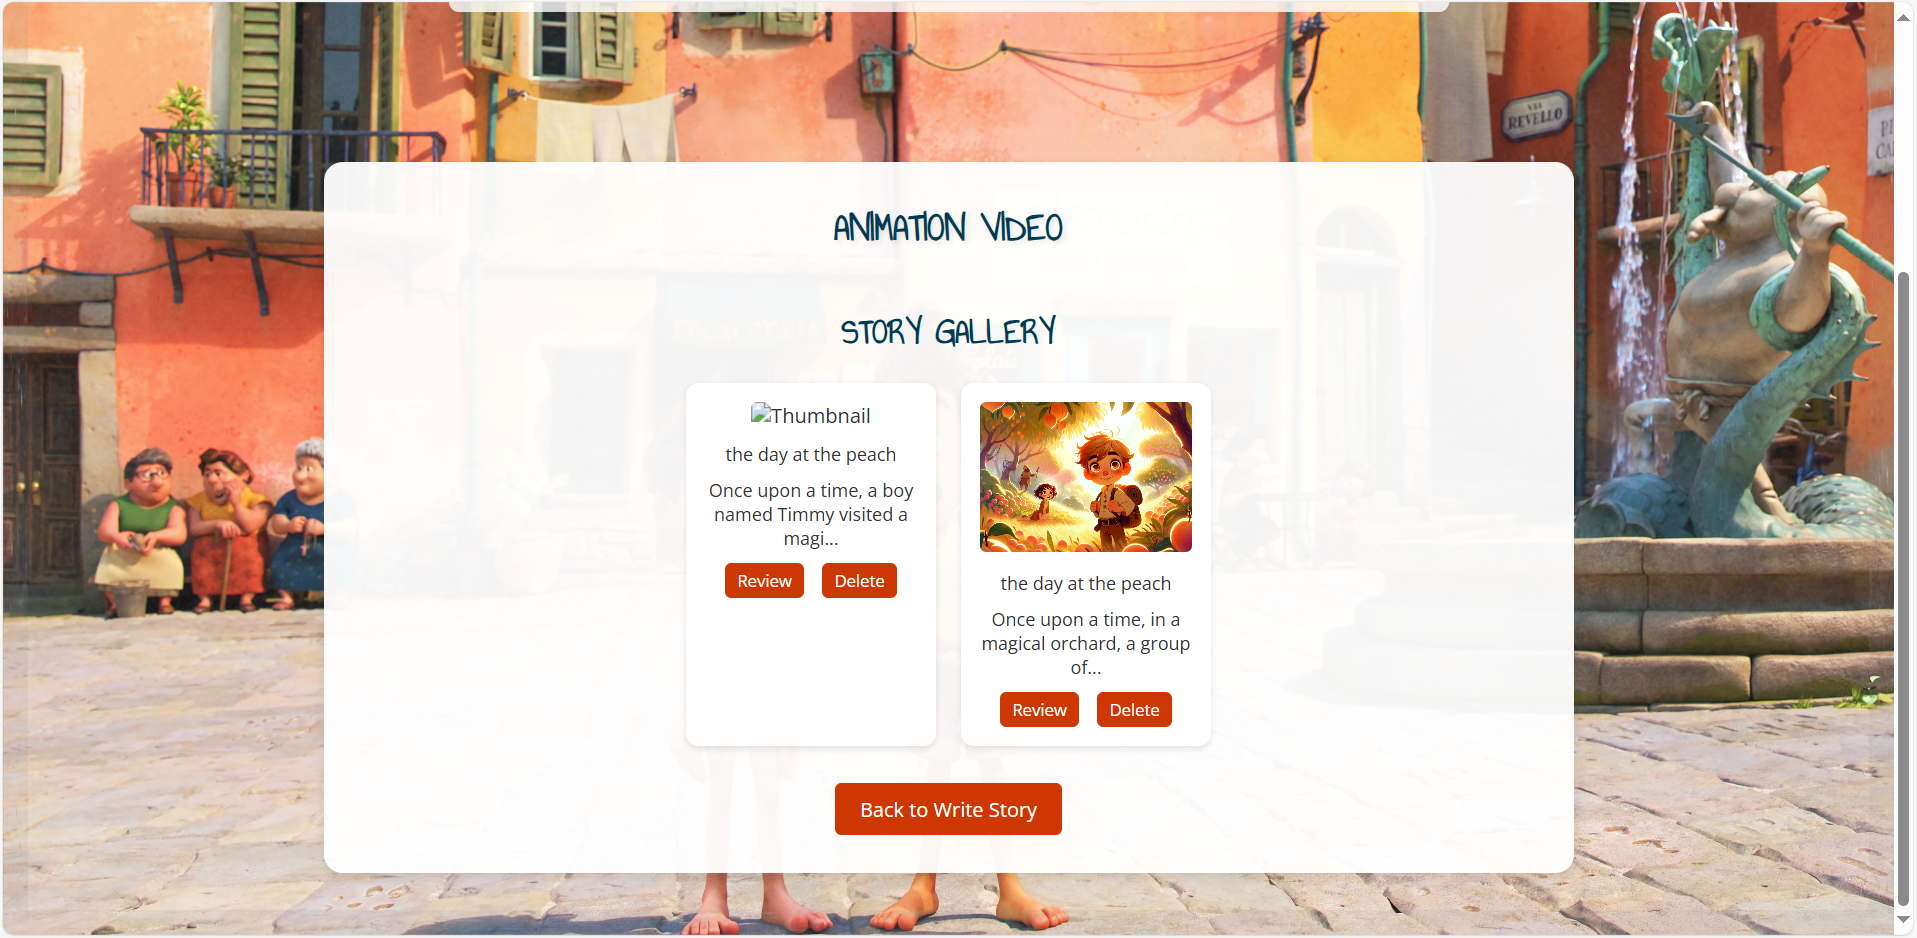 VIA
REVELLO
ANIMATION VIDEO
STORY GALLERY
Thumbnail
the day at the peach
Once upon a time, a boy
named Timmy visited a
magi...
Review Delete
the day at the peach
Once upon a time, in a
magical orchard, a group
of...
Review Delete
Back to Write Story